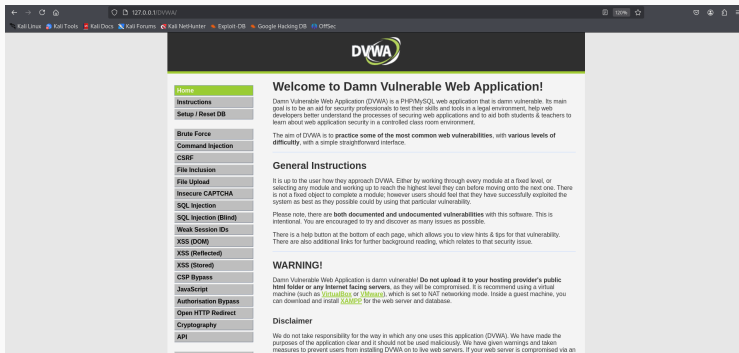 127.0.0.1/DVWA/
120%
Kali Linux Kali Tools Kali Docs Kali Forums Kali NetHunter Exploit-DB Google Hacking DB OffSec
DVWA
Home
Instructions
Setup / Reset DB
Brute Force
Command Injection
CSRF
File Inclusion
File Upload
Insecure CAPTCHA
SQL Injection
SQL Injection (Blind)
Weak Session IDs
XSS (DOM)
XSS (Reflected)
XSS (Stored)
CSP Bypass
JavaScript
Authorisation Bypass
Open HTTP Redirect
Cryptography
API
Welcome to Damn Vulnerable Web Application!
Damn Vulnerable Web Application (DVWA) is a PHP/MySQL web application that is damn vulnerable. Its main
goal is to be an aid for security professionals to test their skills and tools in a legal environment, help web
developers better understand the processes of securing web applications and to aid both students & teachers to
learn about web application security in a controlled class room environment.
The aim of DVWA is to practice some of the most common web vulnerabilities, with various levels of
difficultly, with a simple straightforward interface.
General Instructions
It is up to the user how they approach DVWA. Either by working through every module at a fixed level, or
selecting any module and working up to reach the highest level they can before moving onto the next one. There
is not a fixed object to complete a module; however users should feel that they have successfully exploited the
system as best as they possible could by using that particular vulnerability.
Please note, there are both documented and undocumented vulnerabilities with this software. This is
intentional. You are encouraged to try and discover as many issues as possible.
There is a help button at the bottom of each page, which allows you to view hints & tips for that vulnerability.
There are also additional links for further background reading, which relates to that security issue.
WARNING!
Damn Vulnerable Web Application is damn vulnerable! Do not upload it to your hosting provider's public
html folder or any Internet facing servers, as they will be compromised. It is recommend using a virtual
machine (such as VirtualBox or VMware), which is set to NAT networking mode. Inside a guest machine, you
can download and install XAMPP for the web server and database.
Disclaimer
We do not take responsibility for the way in which any one uses this application (DVWA). We have made the
purposes of the application clear and it should not be used maliciously. We have given warnings and taken
measures to prevent users from installing DVWA on to live web servers. If your web server is compromised via an